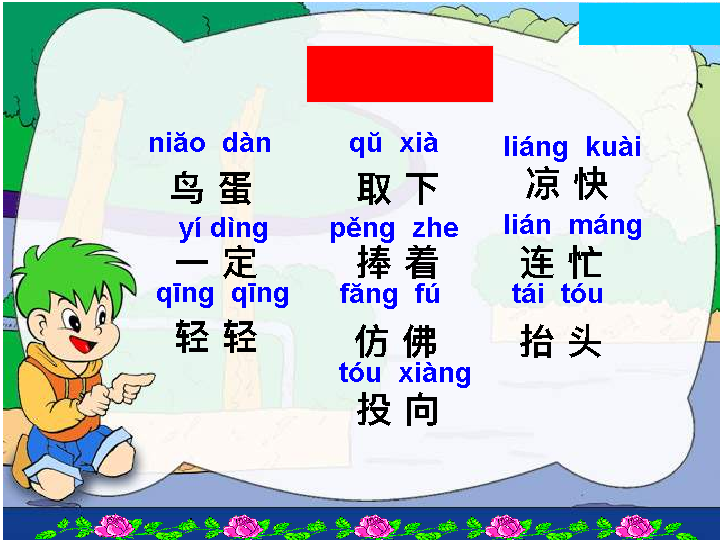 niǎo dàn qǔ xià liáng kuài
鸟 蛋 取 下 凉 快
yí dìng pěng zhe lián máng
一 定 捧 着 连 忙
qīng qīng fǎng fú tái tóu
轻 轻 仿 佛 抬 头
tóu xiàng
投 向